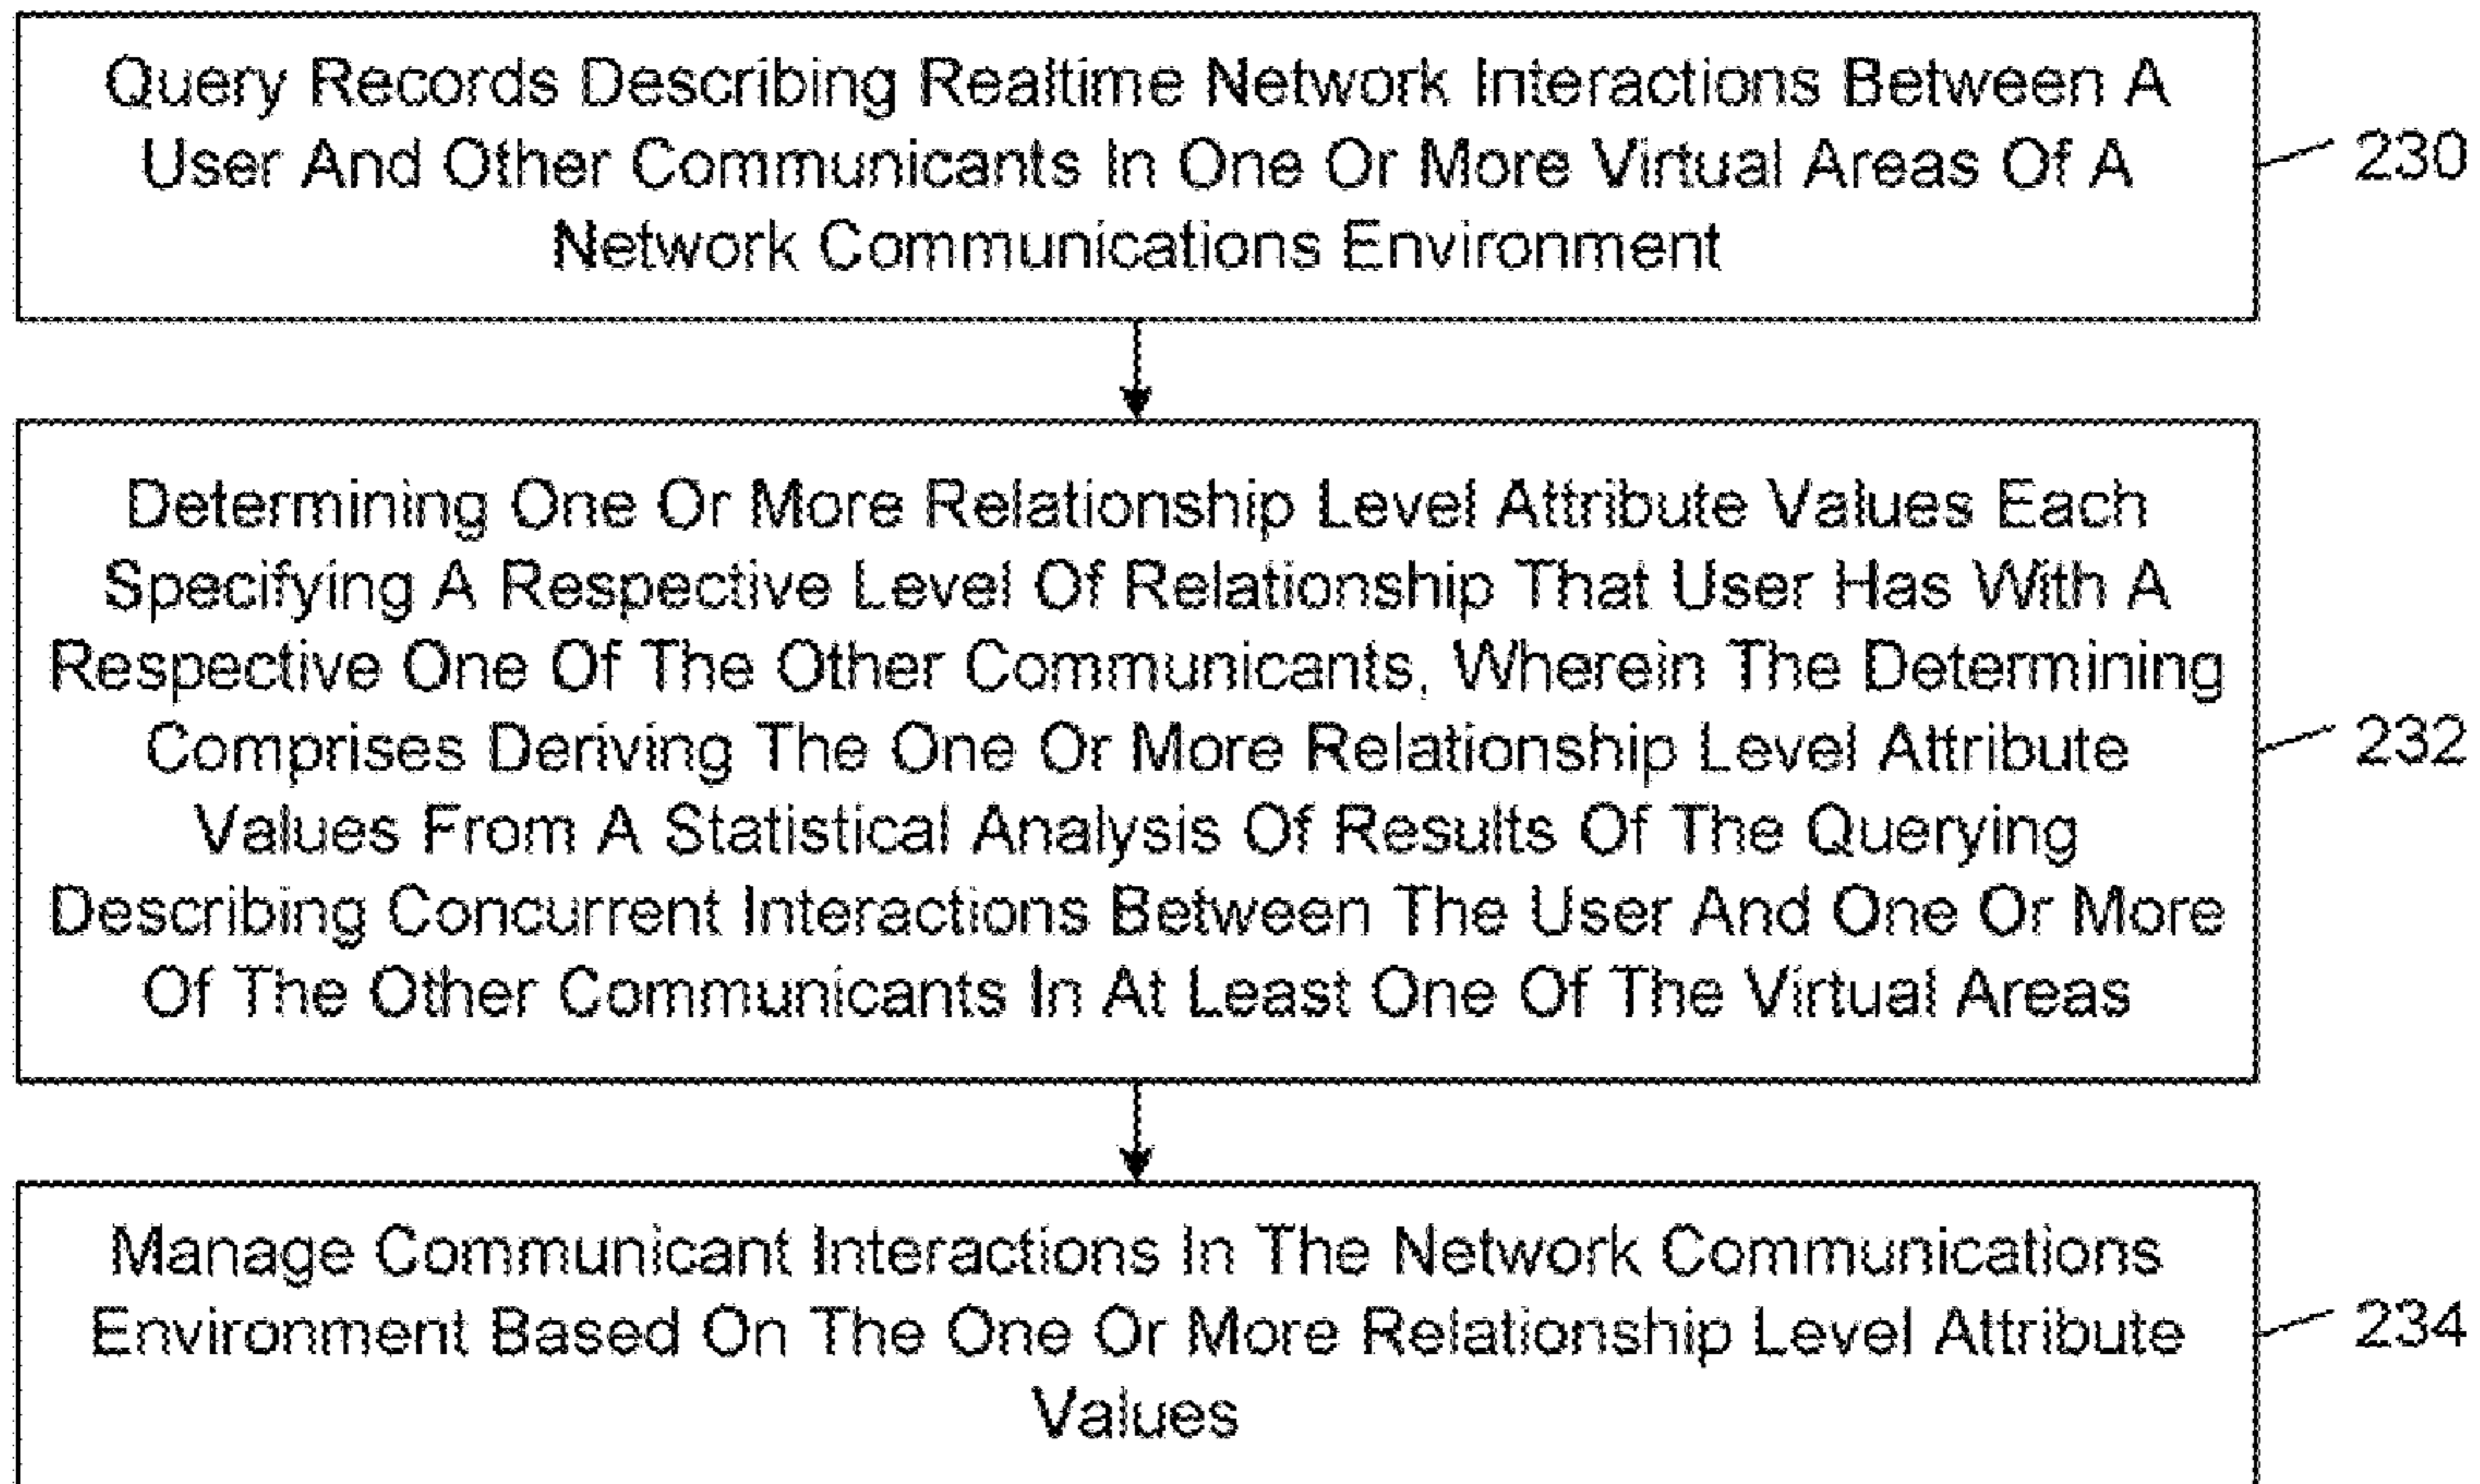 Query Records Describing Realtime Network Interactions Between A
User And Other Communicants In One Or More Virtual Areas Of A
Network Communications Environment
230
Determining One Or More Relationship Level Attribute Values Each
Specifying A Respective Level Of Relationship That User Has With A
Respective One Of The Other Communicants, Wherein The Determining
Comprises Deriving The One Or More Relationship Level Attribute
Values From A Statistical Analysis Of Results Of The Querying
Describing Concurrent Interactions Between The User And One Or More
Of The Other Communicants In At Least One Of The Virtual Areas
232
Manage Communicant Interactions In The Network Communications
Environment Based On The One Or More Relationship Level Attribute
Values
234